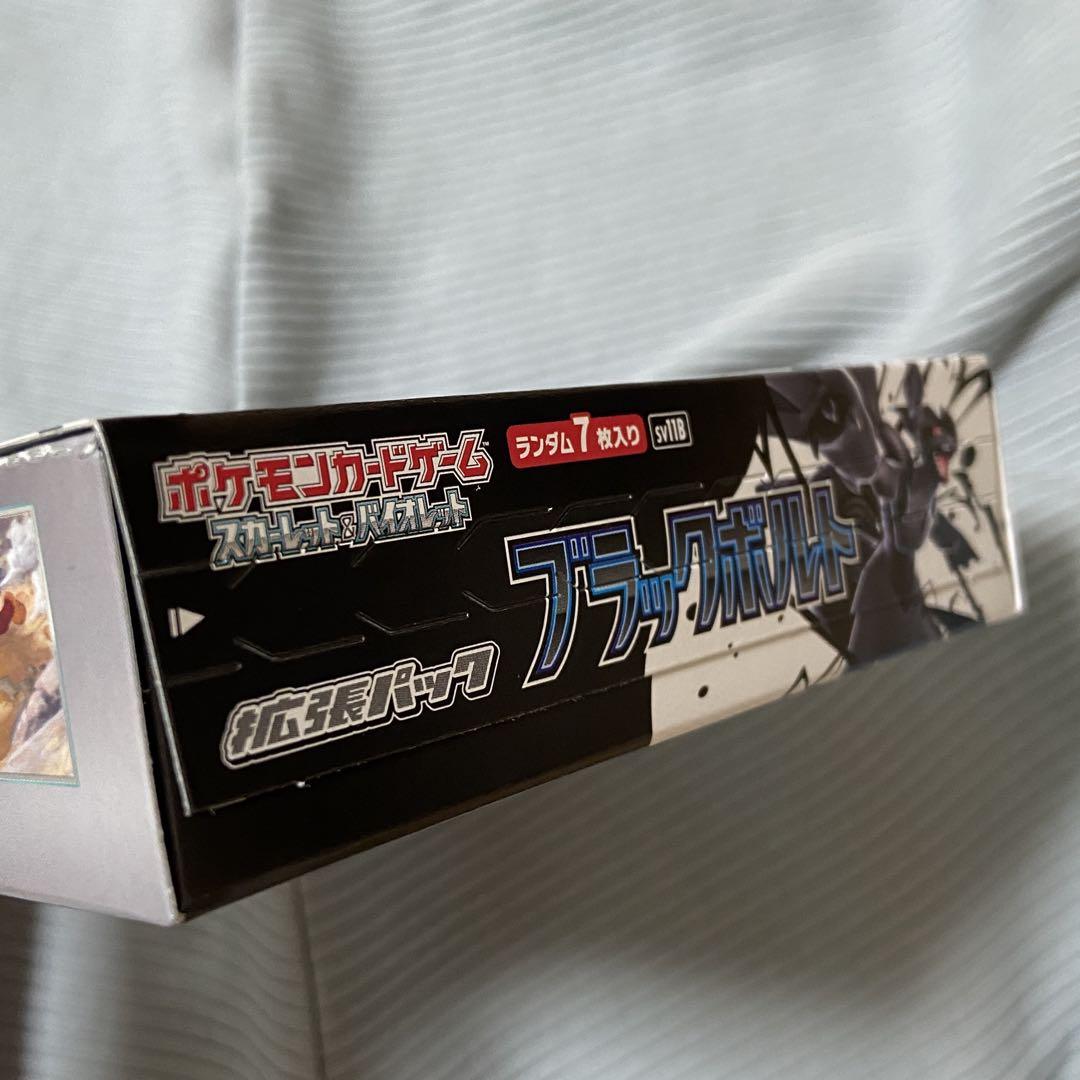 ポケモンカードゲーム™
スカーレット&バイオレット
ランダム7枚入り
sv11B
拡張パック
ブラックボルト